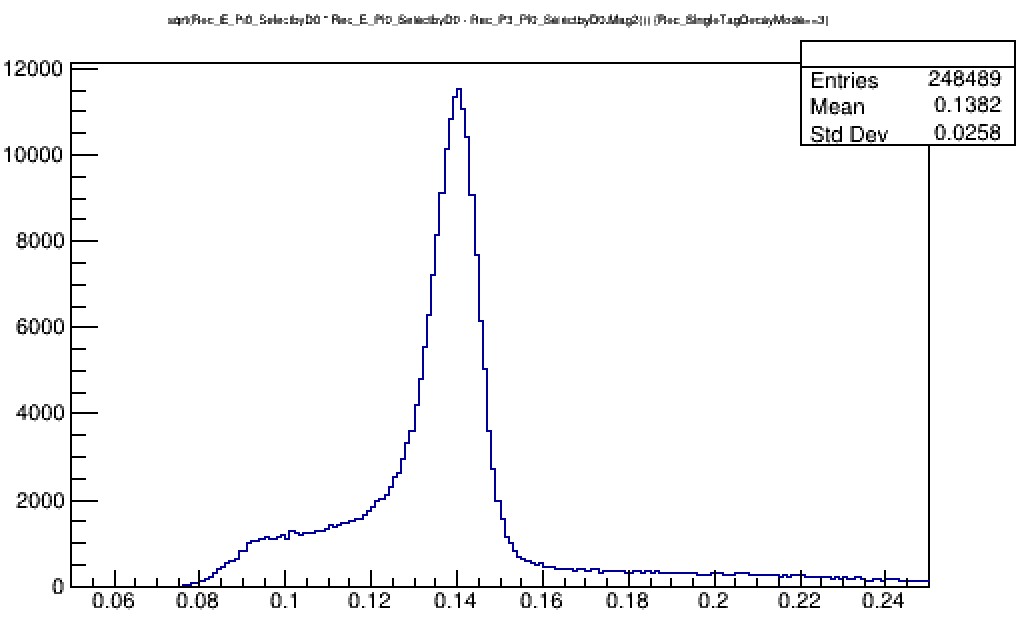 sqrt(Rec_E_Pi0_SelectbyD0 * Rec_E_Pi0_SelectbyD0 - Rec_P3_Pi0_SelectbyD0.Mag2()) (Rec_SingleTagDecayMode==3)
Entries 248489
Mean 0.1382
Std Dev 0.0258
12000
10000
8000
6000
4000
2000
0
0.06 0.08 0.1 0.12 0.14 0.16 0.18 0.2 0.22 0.24